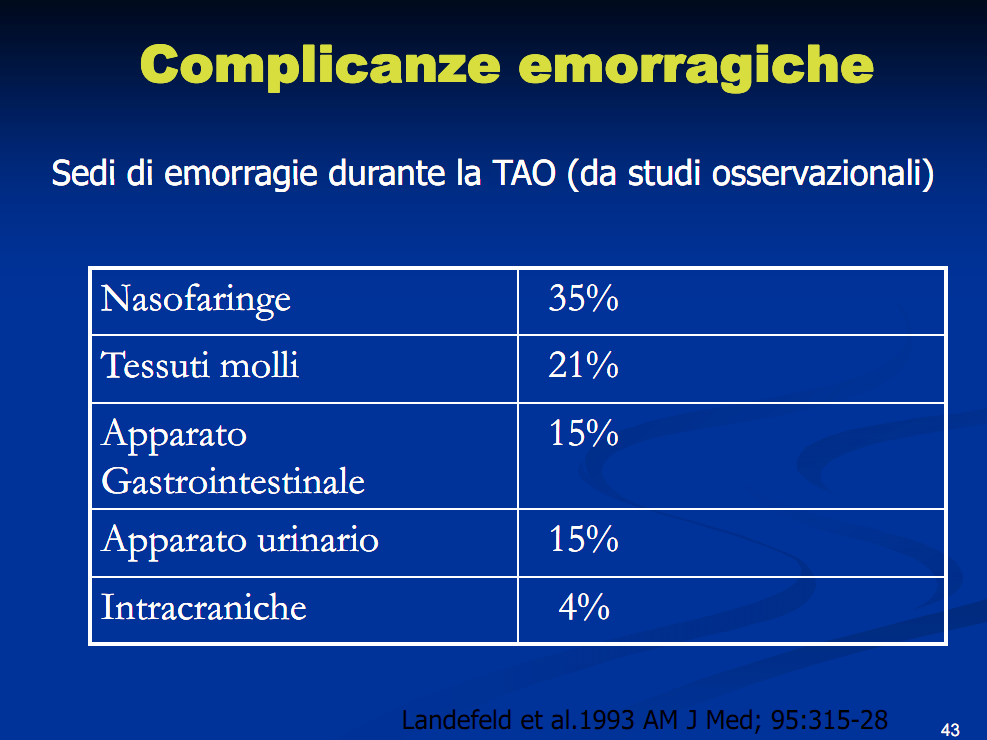 Complicanze emorragiche
Sedi di emorragie durante la TAO (da studi osservazionali)
Nasofaringe 35%
Tessuti molli 21%
Apparato 15%
Gastrointestinale
Apparato urinario 15%
Intracraniche 4%
Landefeld et al.1993 AM J Med; 95:315-28
43